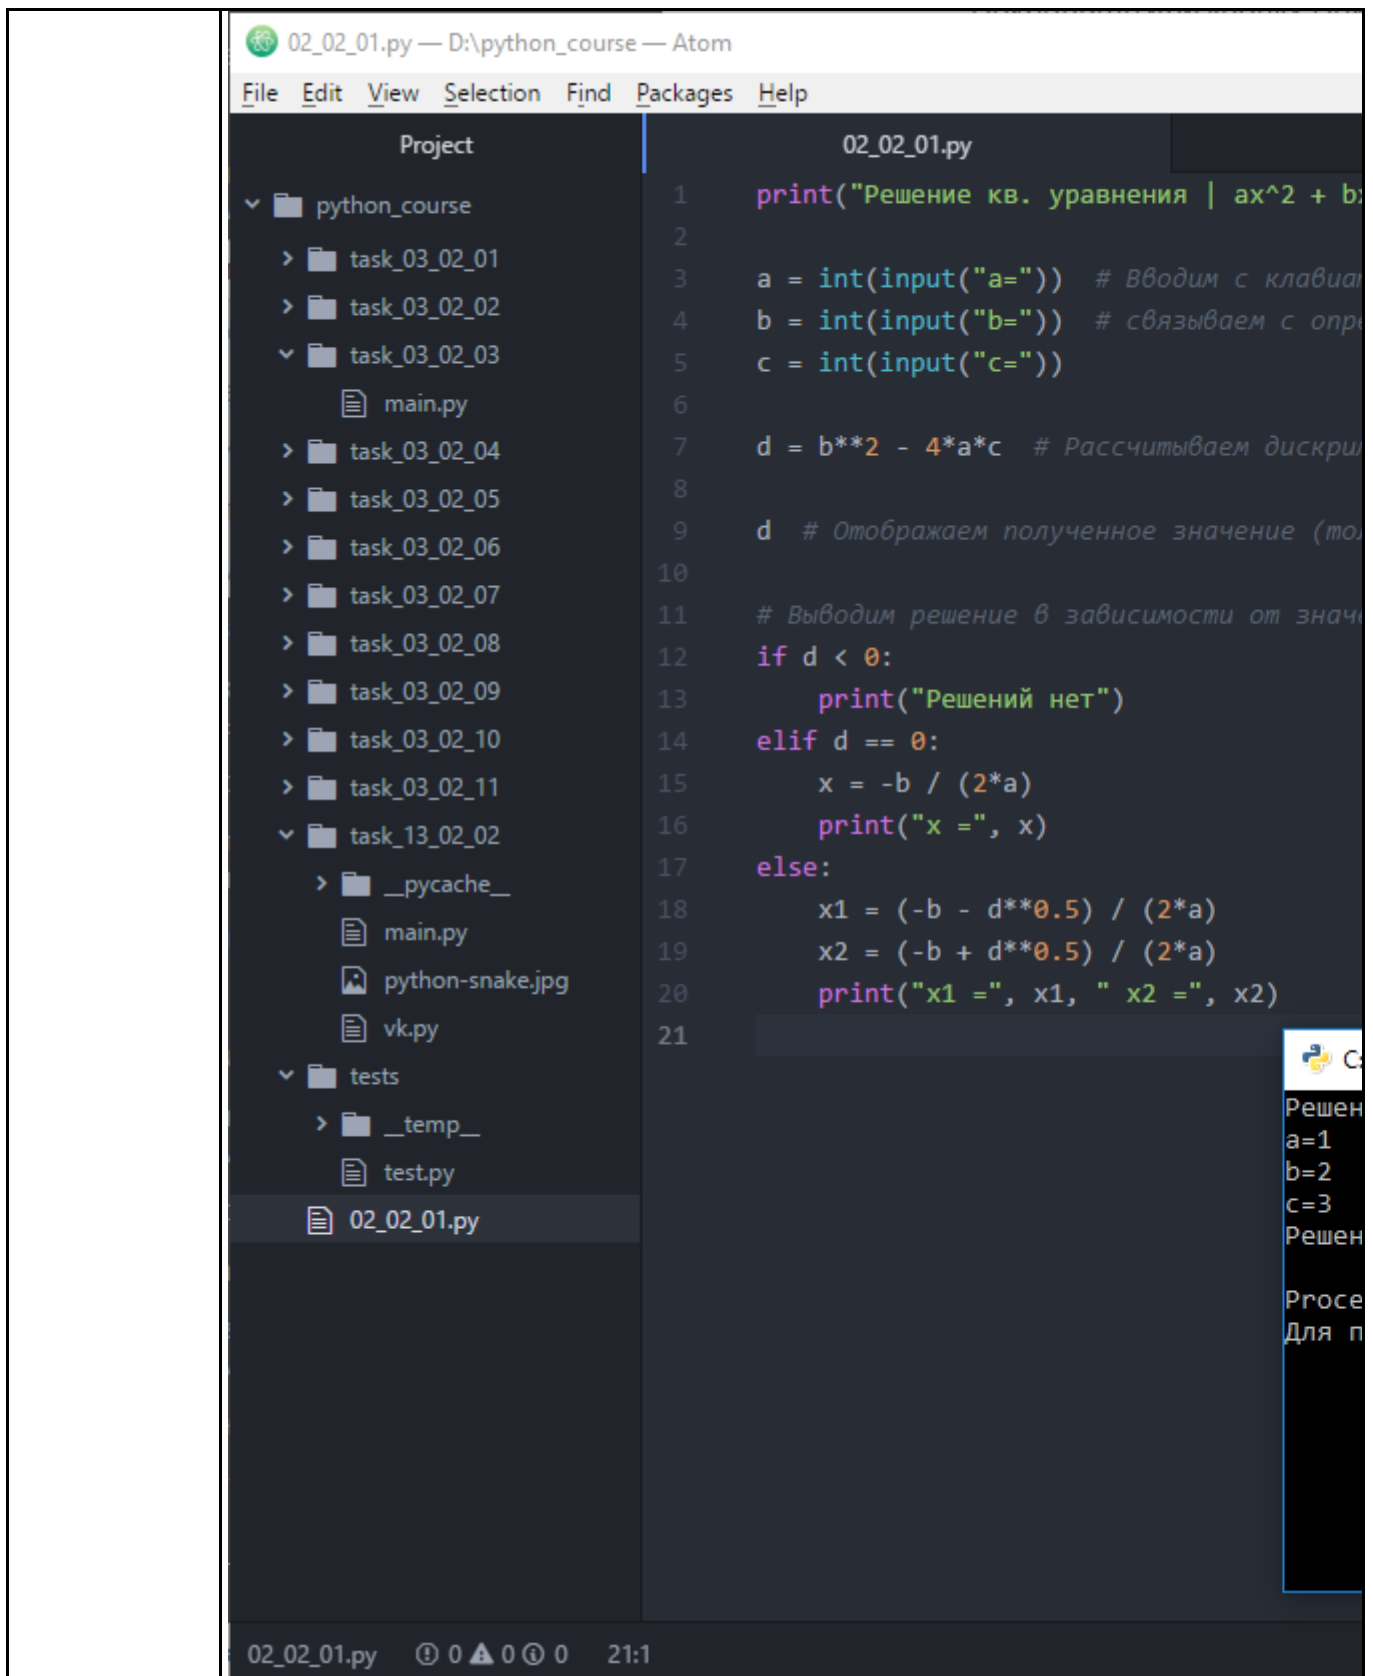 02_02_01.py — D:\python_course — Atom
File Edit View Selection Find Packages Help
Project
python_course
task_03_02_01
task_03_02_02
task_03_02_03
main.py
task_03_02_04
task_03_02_05
task_03_02_06
task_03_02_07
task_03_02_08
task_03_02_09
task_03_02_10
task_03_02_11
task_13_02_02
__pycache__
main.py
python-snake.jpg
vk.py
tests
__temp__
test.py
02_02_01.py
02_02_01.py
1 print("Решение кв. уравнения | ax^2 + b
2
3 a = int(input("a=")) # Вводим с
4 b = int(input("b=")) # связываем с
5 c = int(input("c="))
6
7 d = b**2 - 4*a*c # Рассчитываем
8
9 d # Отображаем полученное значение
10
11 # Выводим решение в зависимости от
12 if d < 0:
13 print("Решений нет")
14 elif d == 0:
15 x = -b / (2*a)
16 print("x =", x)
17 else:
18 x1 = (-b - d**0.5) / (2*a)
19 x2 = (-b + d**0.5) / (2*a)
20 print("x1 =", x1, " x2 =", x2)
21
C:
Решен
a=1
b=2
c=3
Решен
Proce
Для п
02_02_01.py 0 0 0 21:1